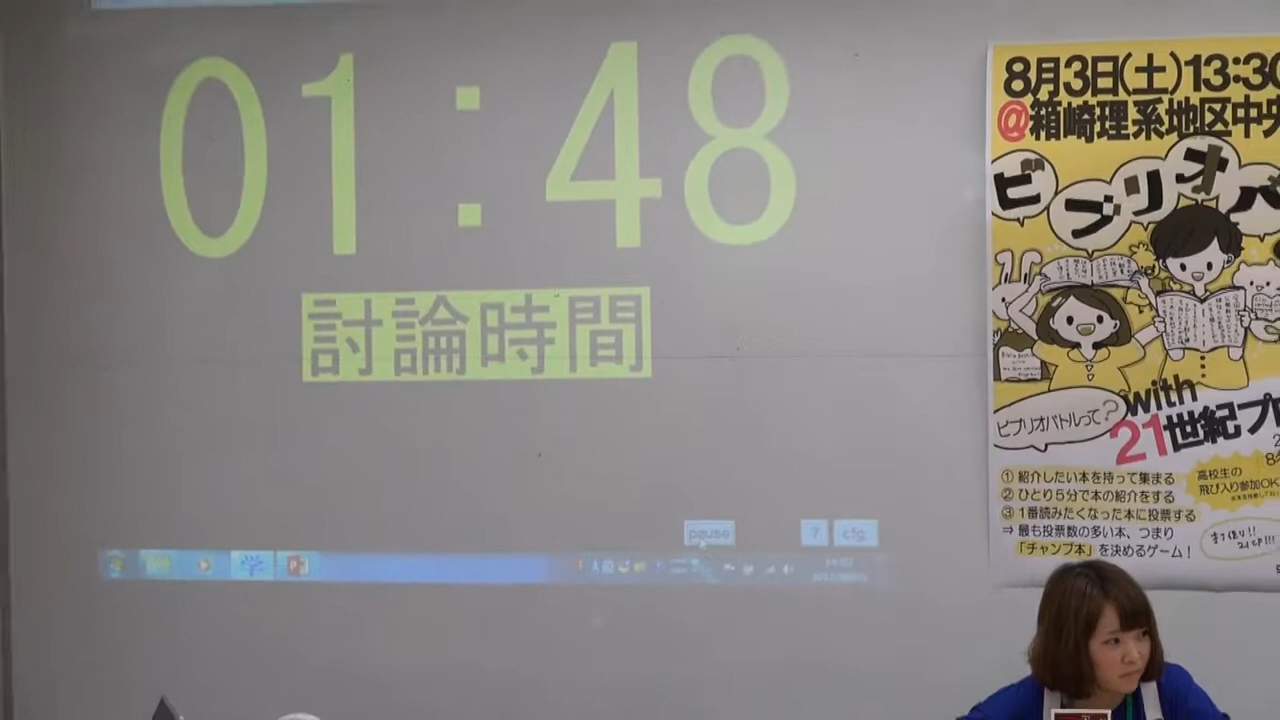 01:48
討論時間
pause
?
cfg
8月3日(土)13:30
@箱崎理系地区中央
ビブリオバ
ビブリオバトルって?
with
21世紀プ
① 紹介したい本を持って集まる
② ひとり5分で本の紹介をする
③ 1番読みたくなった本に投票する
⇒ 最も投票数の多い本、つまり
「チャンプ本」を決めるゲーム!
高校生の
飛び入り参加OK